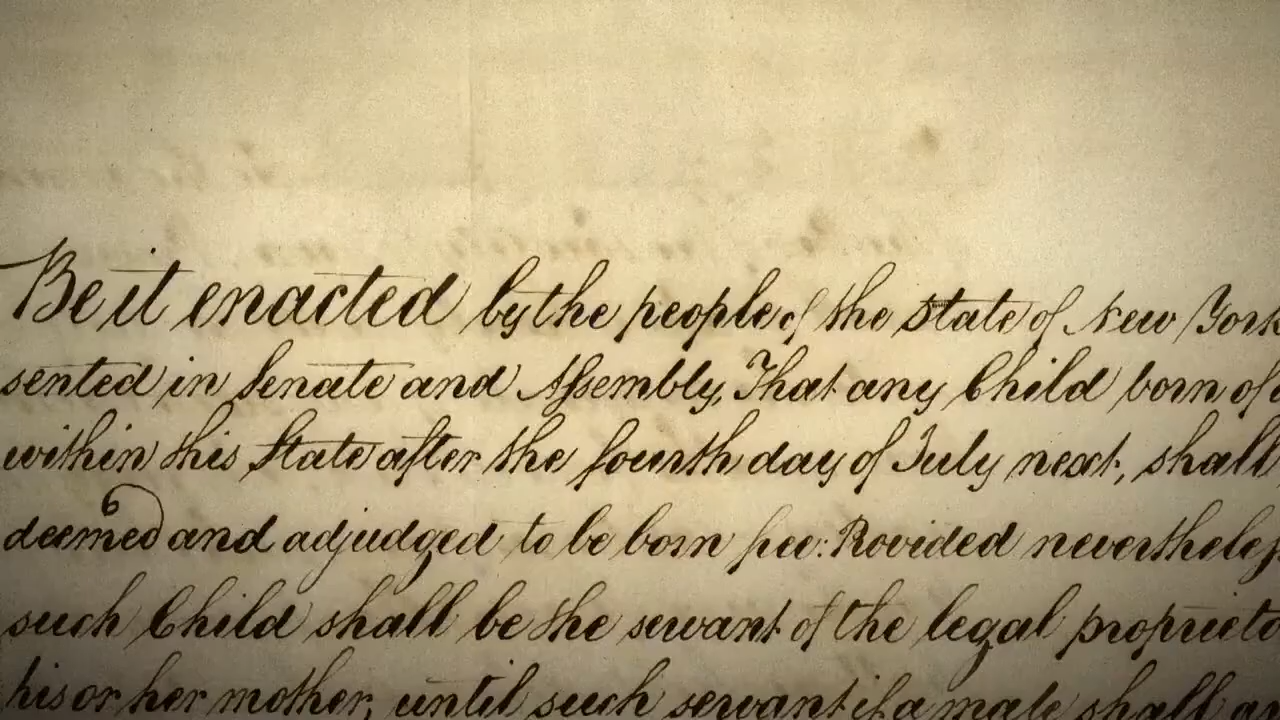 Be it enacted by the people of the State of New York
sented in Senate and Assembly, That any Child born of a
within this State after the fourth day of July next, shall
deemed and adjudged to be born free: Provided nevertheless
such Child shall be the servant of the legal proprieto
his or her mother, until such servant if a male shall ar